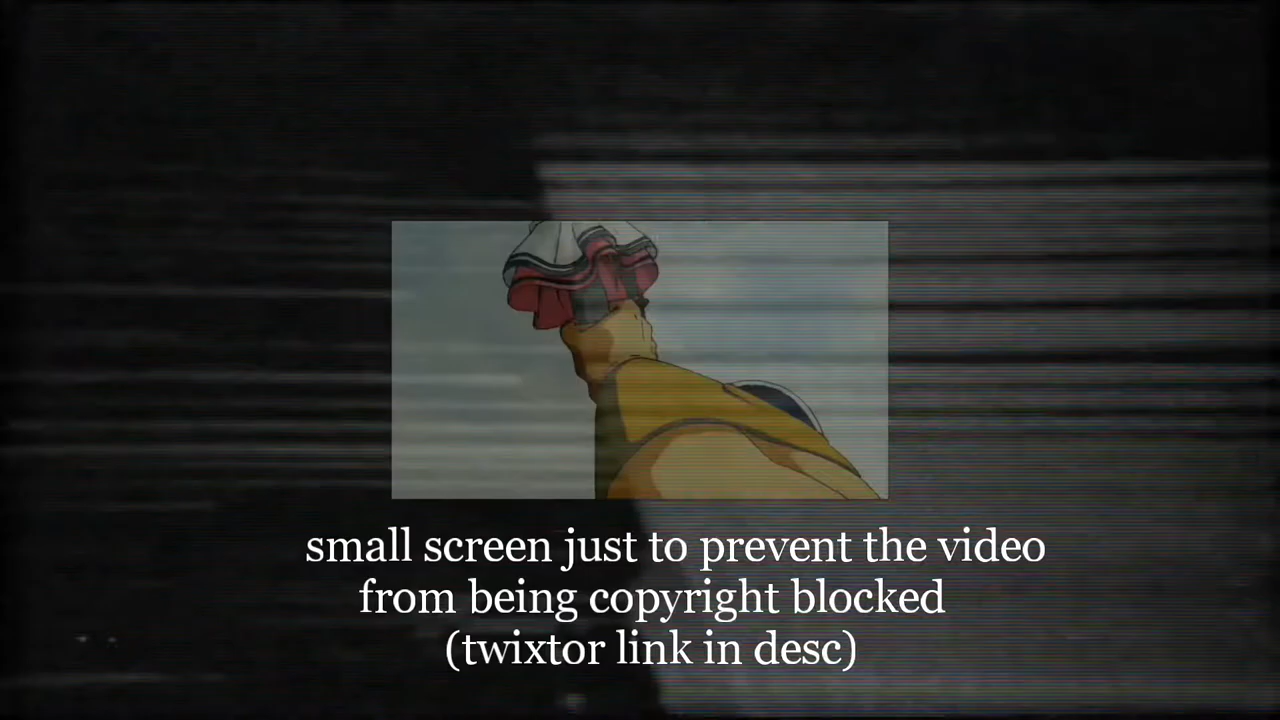 small screen just to prevent the video
from being copyright blocked
(twixtor link in desc)